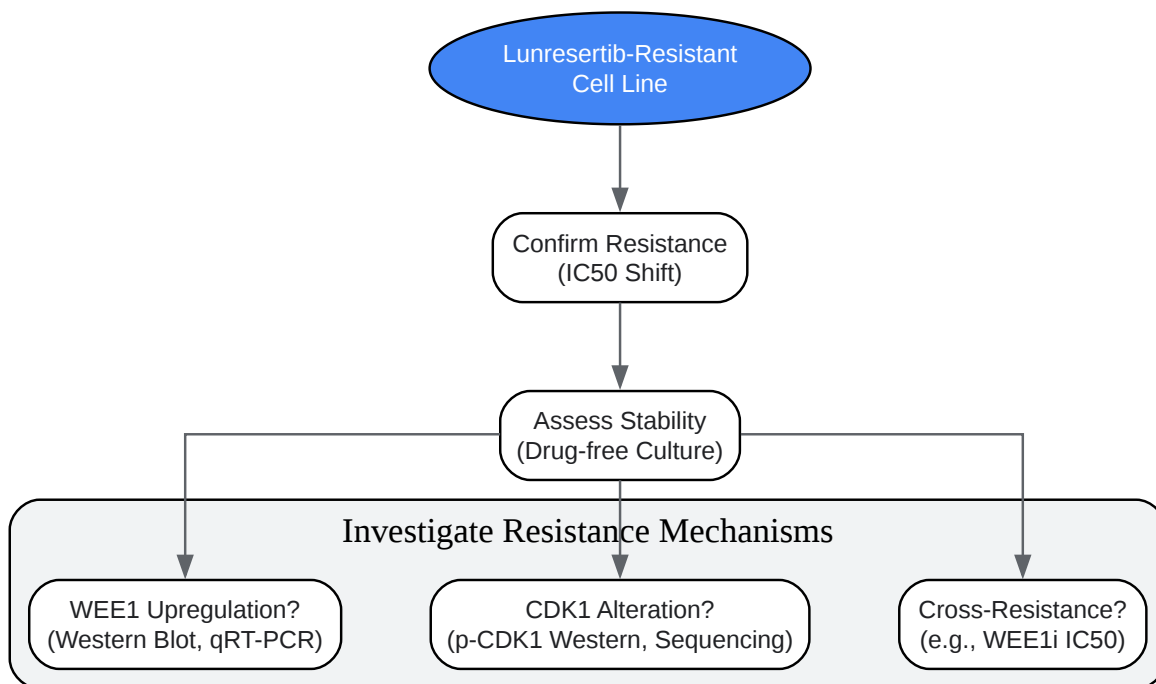 Lunresertib-Resistant
Cell Line
Confirm Resistance
(IC50 Shift)
Assess Stability
(Drug-free Culture)
Investigate Resistance Mechanisms
WEE1 Upregulation?
(Western Blot, qRT-PCR)
CDK1 Alteration?
(p-CDK1 Western, Sequencing)
Cross-Resistance?
(e.g., WEE1i IC50)